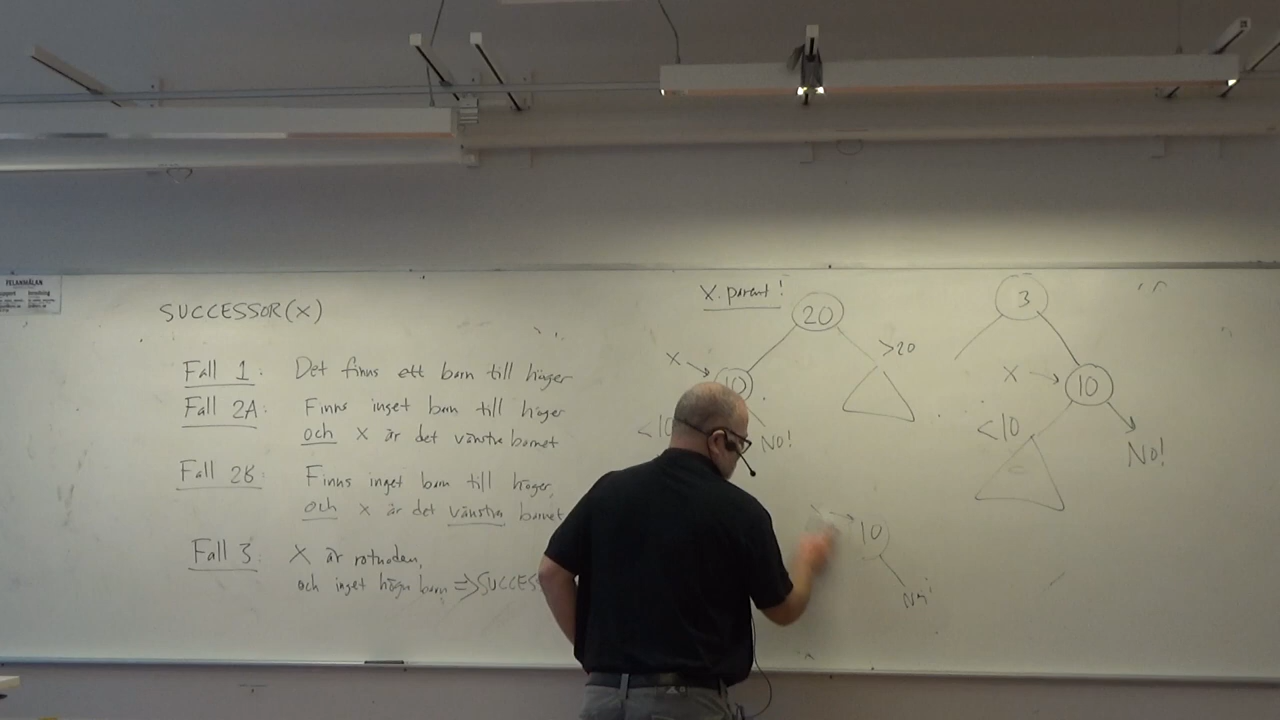 FELANMÄLAN
SUCCESSOR(X)
Fall 1: Det finns ett barn till höger
Fall 2A: Finns inget barn till höger
och X är det vänstra barnet
Fall 2B: Finns inget barn till höger,
och X är det vänstra barnet
Fall 3: X är rotnoden,
och inget höger barn => SUCCES
X.parent!
20
>20
X
10
<10
NO!
10
3
X
10
<10
NO!